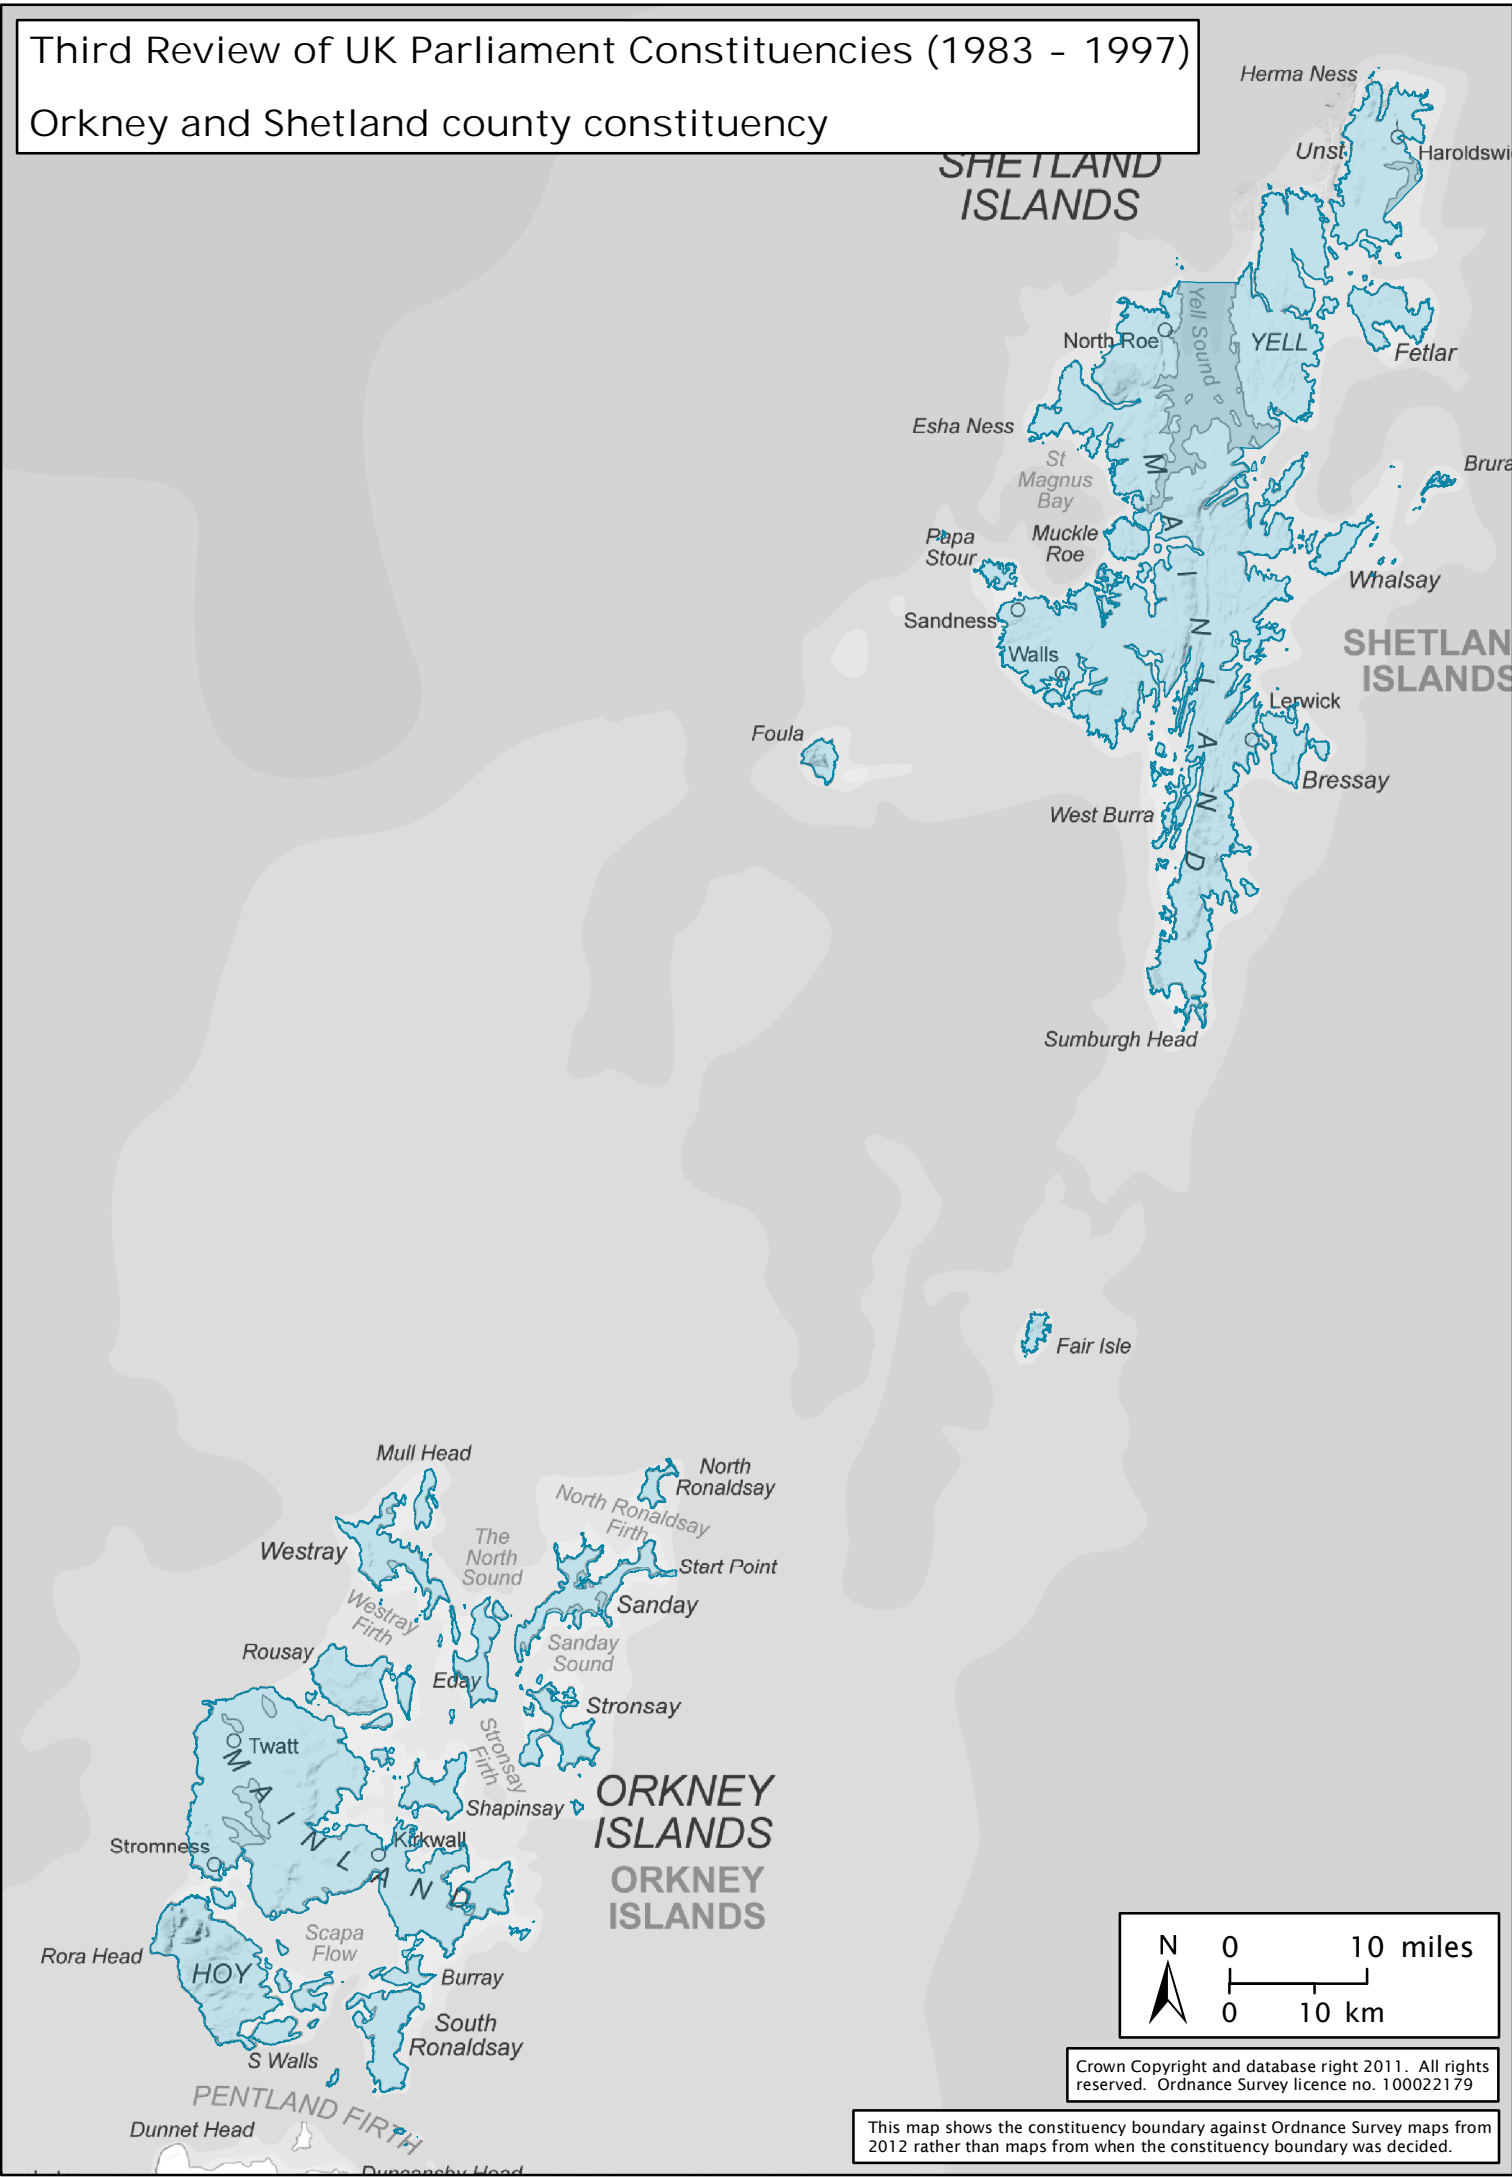 Third Review of UK Parliament Constituencies (1983 - 1997)
Orkney and Shetland county constituency
SHETLAND
ISLANDS
Herma Ness
Unst
Haroldswi
Yell Sound
North Roe
YELL
Fetlar
Esha Ness
St
Magnus
Bay
Brura
Papa
Stour
Muckle
Roe
Whalsay
Sandness
Walls
SHETLAN
ISLANDS
MAINLAND
Lerwick
Foula
Bressay
West Burra
Sumburgh Head
Fair Isle
Mull Head
North
Ronaldsay
North Ronaldsay
Firth
The
North
Sound
Westray
Start Point
Sanday
Westray
Firth
Sanday
Sound
Rousay
Eday
Stronsay
Stronsay
Firth
Twatt
MAINLAND
Shapinsay
ORKNEY
ISLANDS
ORKNEY
ISLANDS
Stromness
Kirkwall
Scapa
Flow
Rora Head
HOY
Burray
South
Ronaldsay
S Walls
PENTLAND FIRTH
Dunnet Head
Duncansby Head
N
0 10 miles
0 10 km
Crown Copyright and database right 2011. All rights
reserved. Ordnance Survey licence no. 100022179
This map shows the constituency boundary against Ordnance Survey maps from
2012 rather than maps from when the constituency boundary was decided.